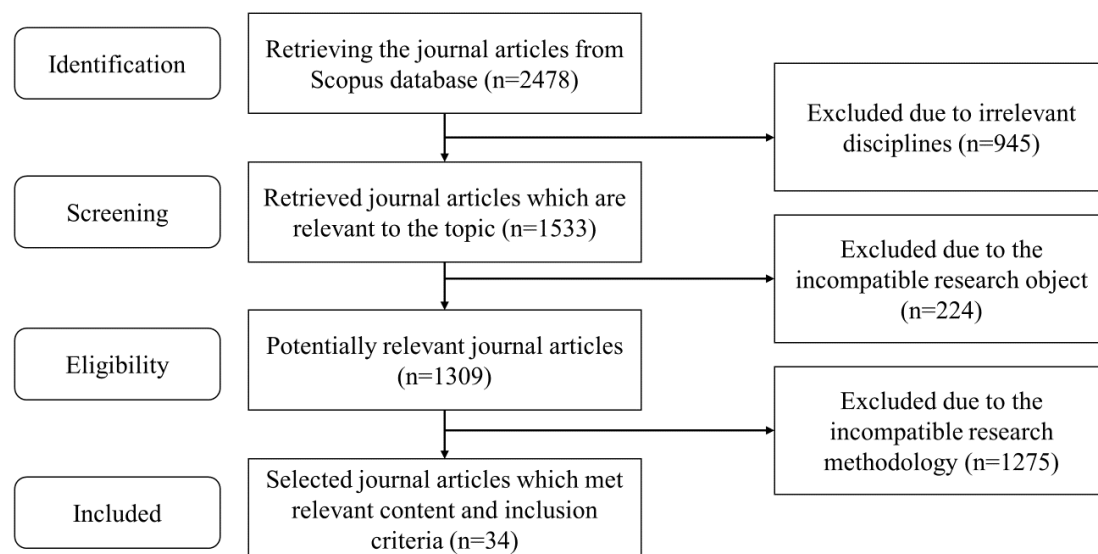 Identification
Retrieving the journal articles from
Scopus database (n=2478)
Excluded due to irrelevant
disciplines (n=945)
Screening
Retrieved journal articles which are
relevant to the topic (n=1533)
Excluded due to the
incompatible research object
(n=224)
Eligibility
Potentially relevant journal articles
(n=1309)
Excluded due to the
incompatible research
methodology (n=1275)
Included
Selected journal articles which met
relevant content and inclusion
criteria (n=34)